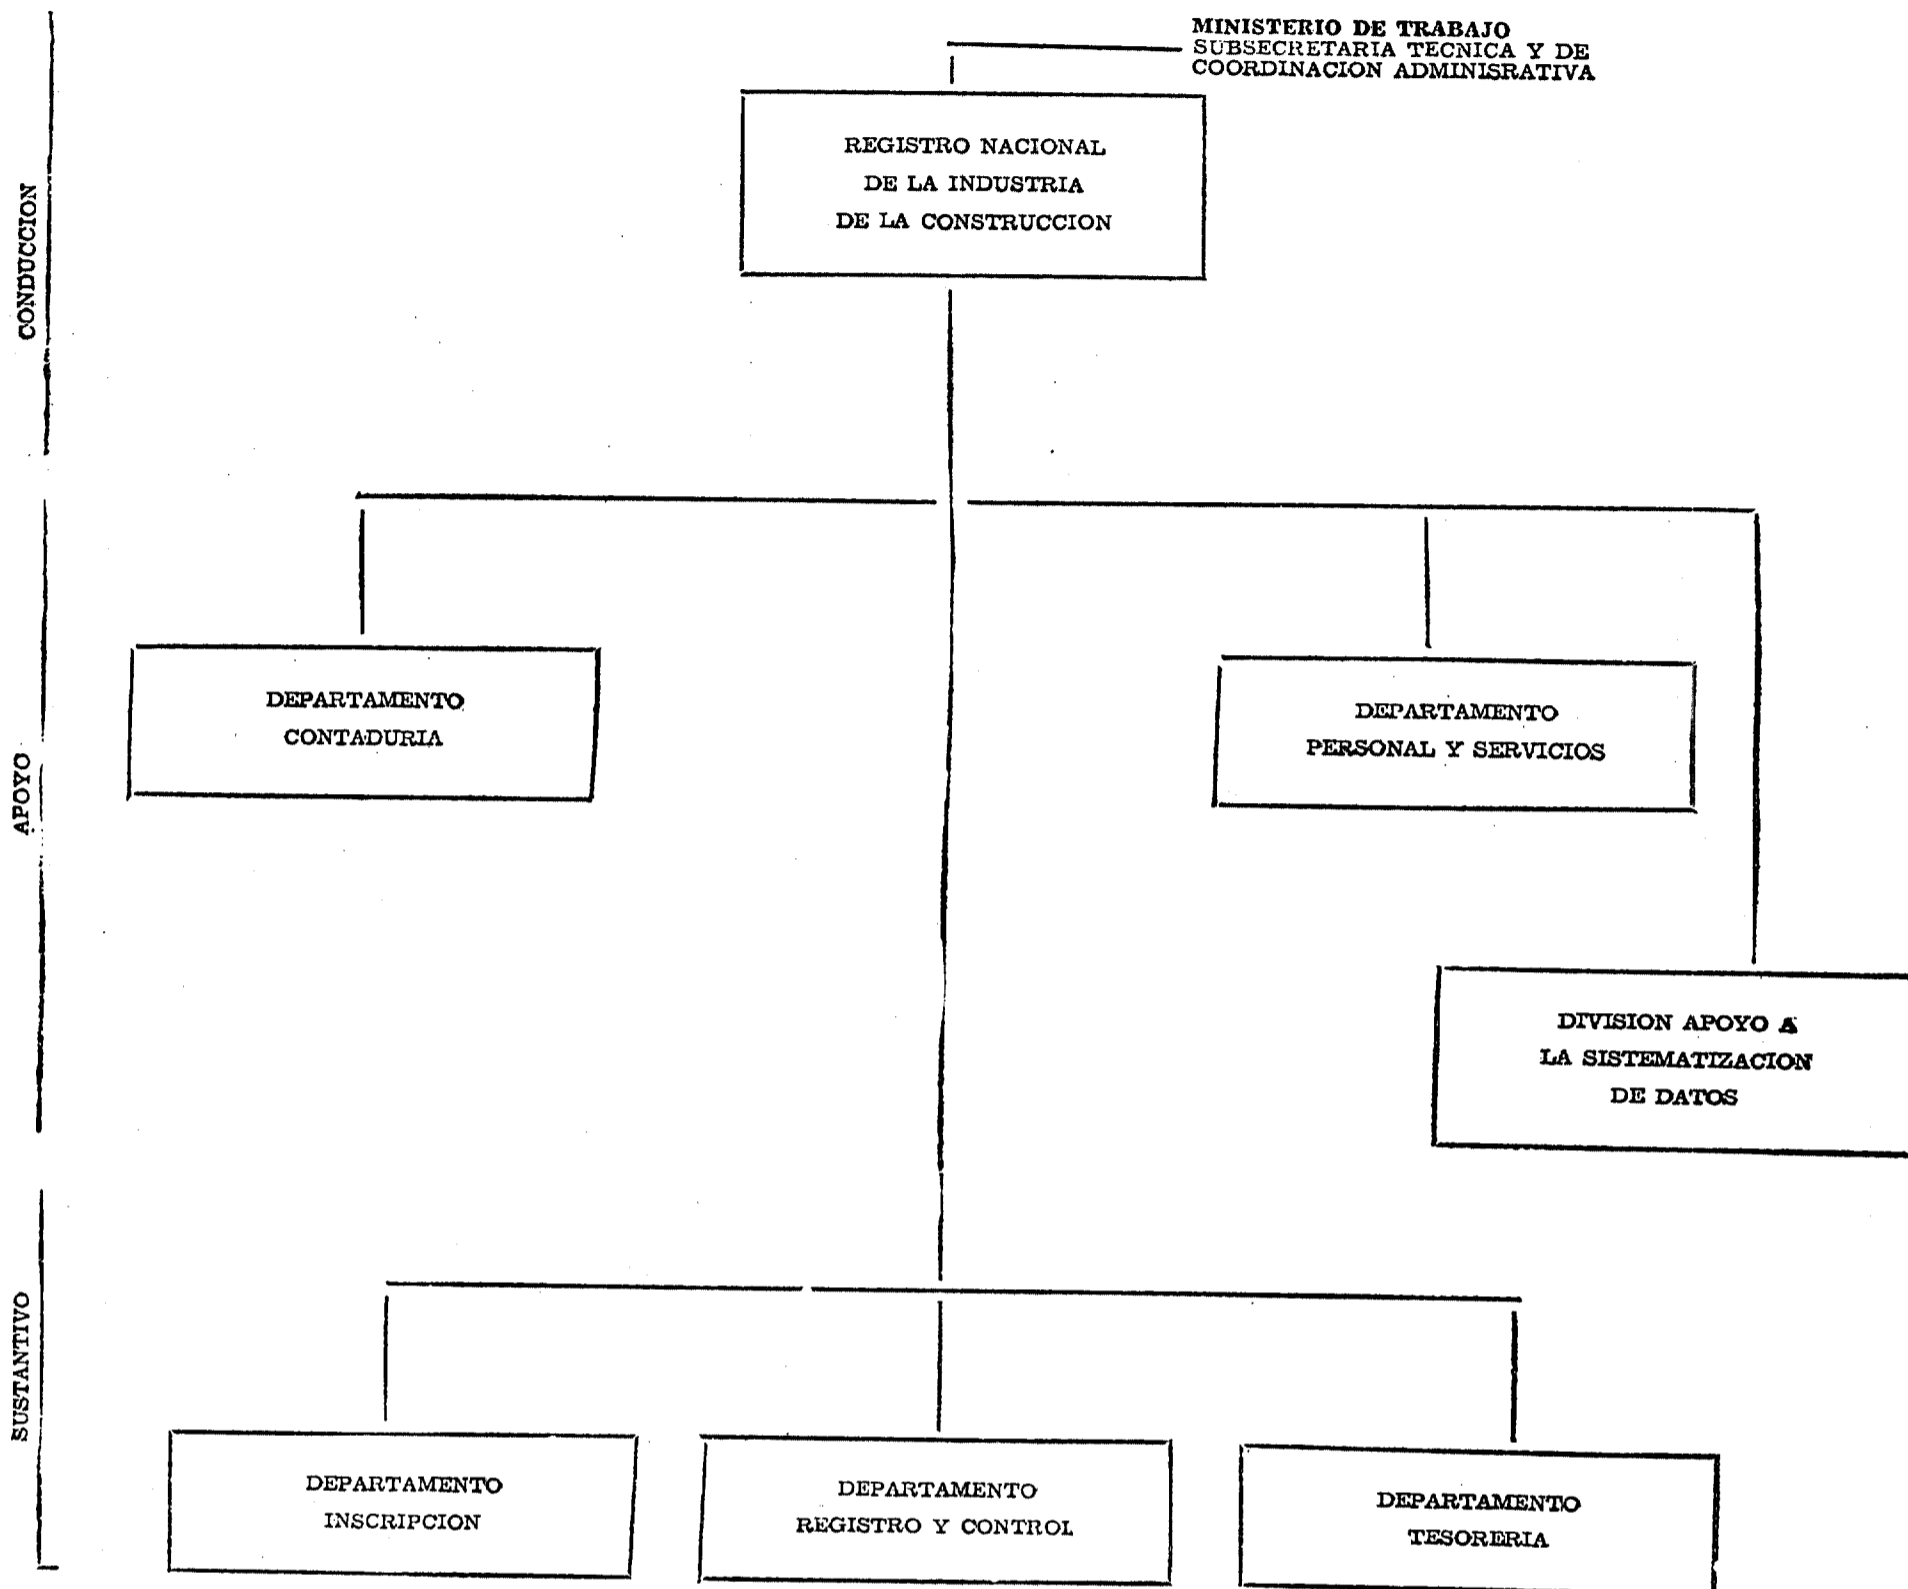 MINISTERIO DE TRABAJO
SUBSECRETARIA TECNICA Y DE
COORDINACION ADMINISRATIVA
REGISTRO NACIONAL
DE LA INDUSTRIA
DE LA CONSTRUCCION
CONDUCCION
DEPARTAMENTO
CONTADURIA
DEPARTAMENTO
PERSONAL Y SERVICIOS
APOYO
DIVISION APOYO A
LA SISTEMATIZACION
DE DATOS
SUSTANTIVO
DEPARTAMENTO
INSCRIPCION
DEPARTAMENTO
REGISTRO Y CONTROL
DEPARTAMENTO
TESORERIA